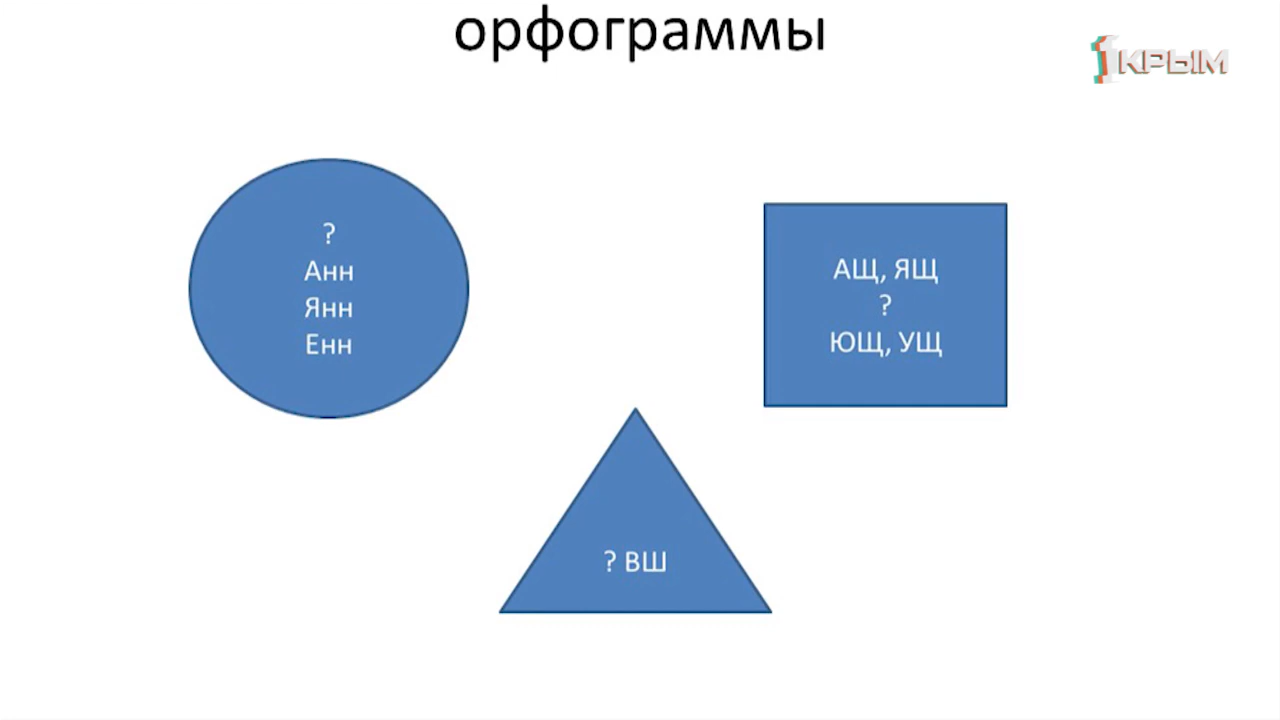 орфограммы
1КРЫМ
?
Анн
Янн
Енн
АЩ, ЯЩ
?
ЮЩ, УЩ
? ВШ